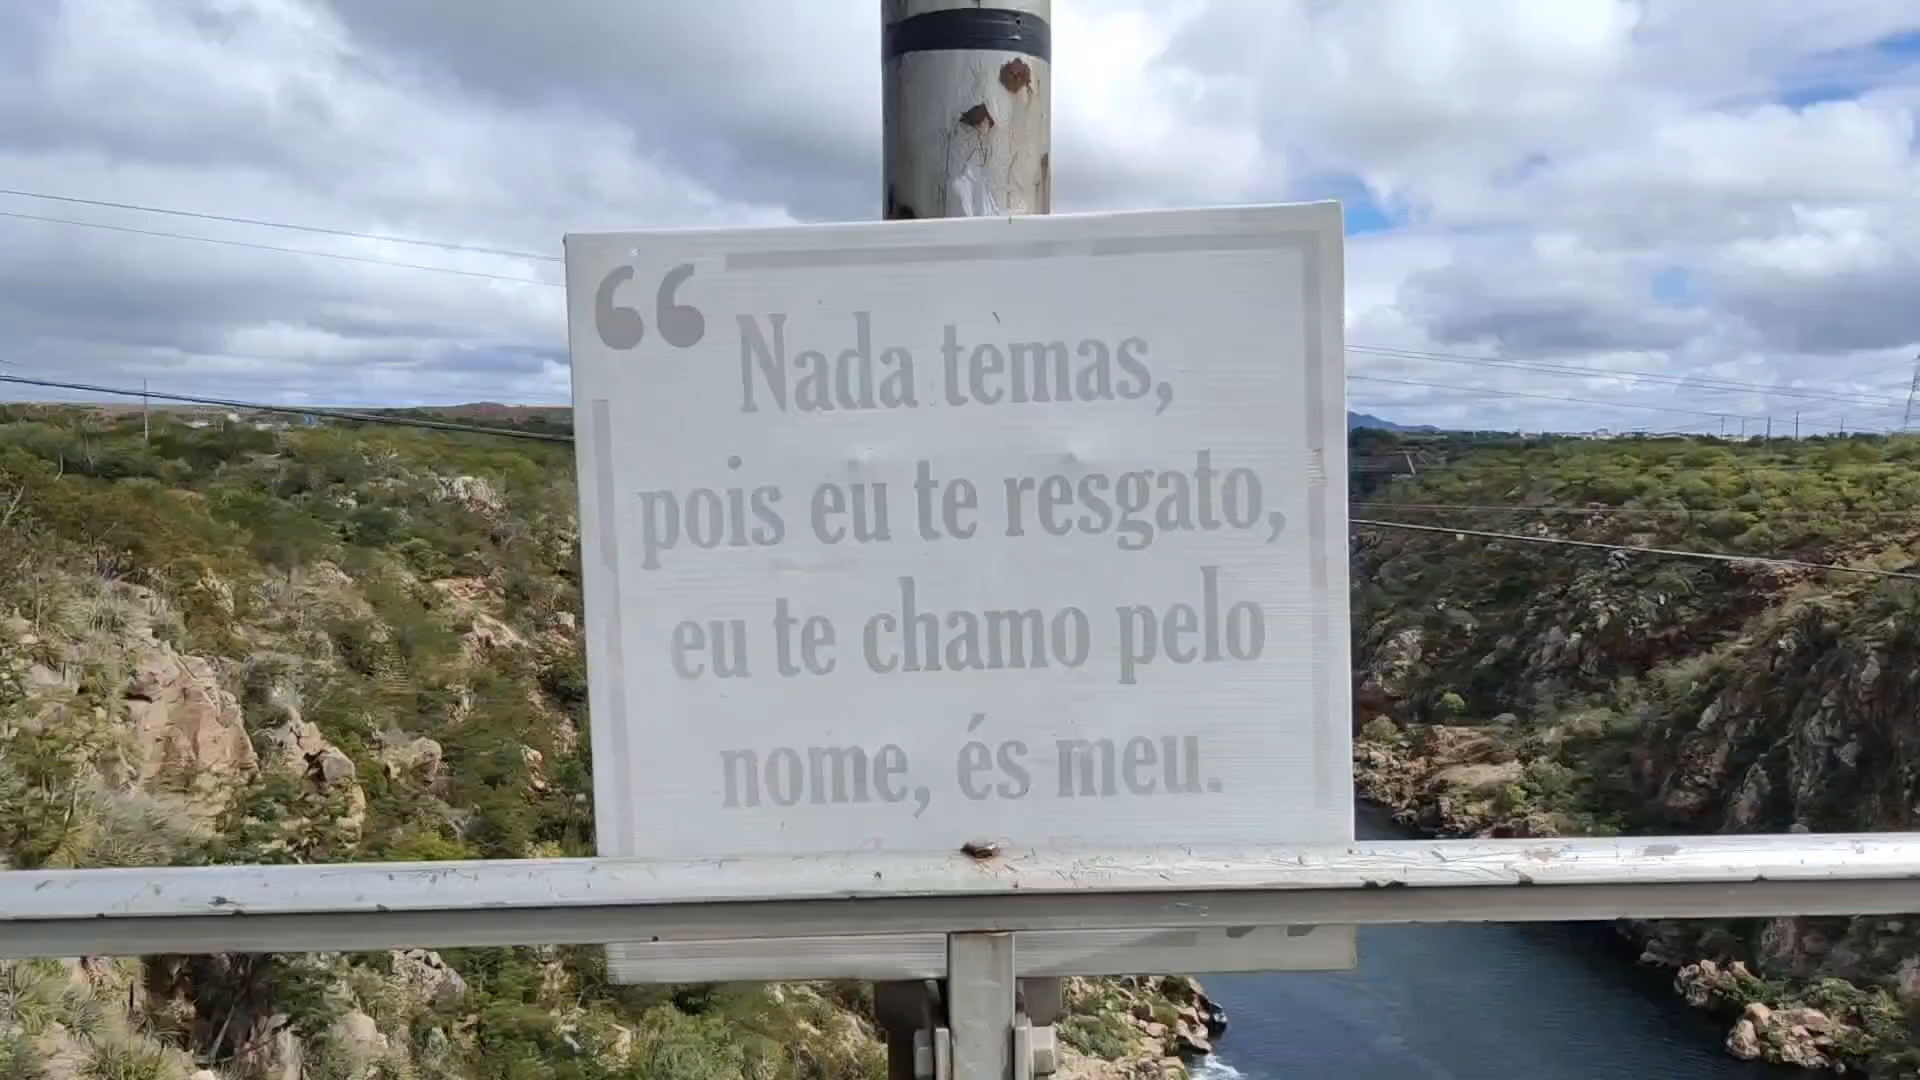 “ Nada temas,
pois eu te resgato,
eu te chamo pelo
nome, és meu.
”